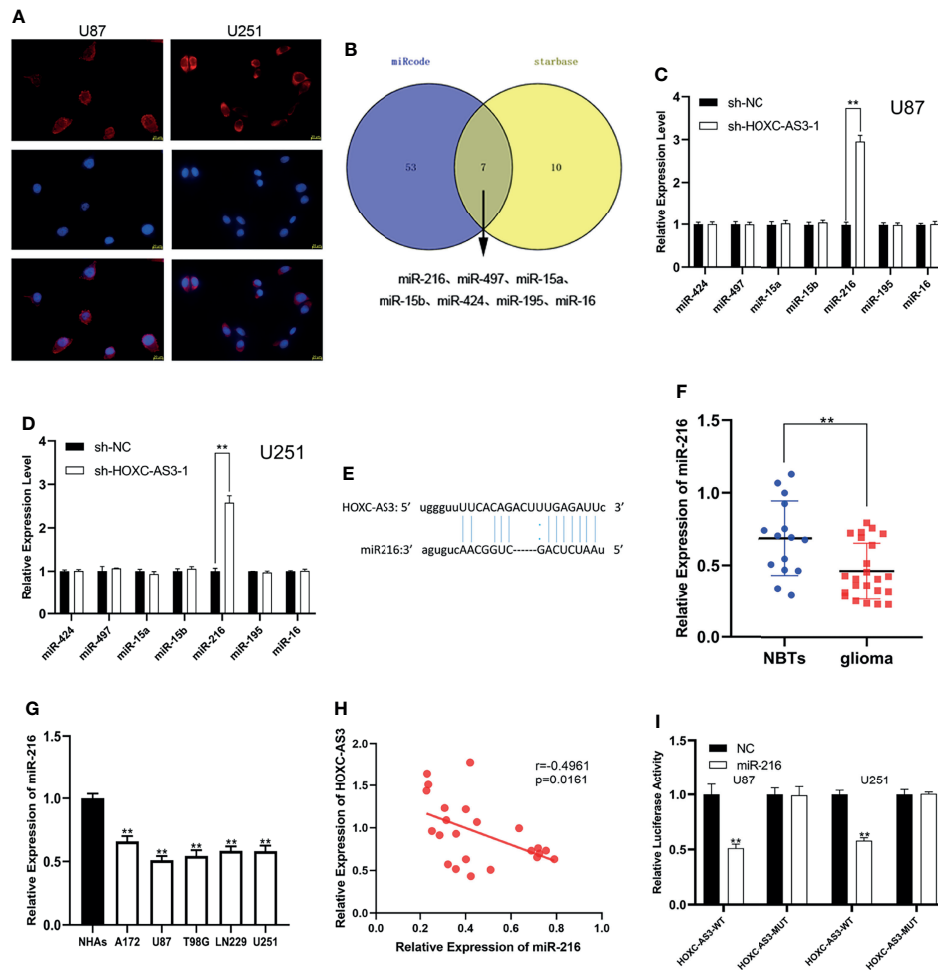 A
U87
U251
B
miRcode
starbase
53
7
10
miR-216、miR-497、miR-15a、
miR-15b、miR-424、miR-195、miR-16
C
sh-NC
sh-HOXC-AS3-1
U87
**
Relative Expression Level
4
3
2
1
0
miR-424
miR-497
miR-15a
miR-15b
miR-216
miR-195
miR-16
D
sh-NC
sh-HOXC-AS3-1
U251
**
Relative Expression Level
4
3
2
1
0
miR-424
miR-497
miR-15a
miR-15b
miR-216
miR-195
miR-16
E
HOXC-AS3: 5’ uggguuUUCACAGACUUUGAGAUUc 3’
miR216:3’ agugucAACGGUC------GACUCUAAu 5’
F
**
Relative Expression of miR-216
1.5
1.0
0.5
0.0
NBTs
glioma
G
Relative Expression of miR-216
1.5
1.0
0.5
0.0
**
**
**
**
**
NHAs
A172
U87
T98G
LN229
U251
H
Relative Expression of HOXC-AS3
2.0
1.5
1.0
0.5
0.0
r=-0.4961
p=0.0161
0.0
0.2
0.4
0.6
0.8
1.0
Relative Expression of miR-216
I
NC
miR-216
U87
U251
**
**
Relative Luciferase Activity
1.5
1.0
0.5
0.0
HOXC-AS3-WT
HOXC-AS3-MUT
HOXC-AS3-WT
HOXC-AS3-MUT